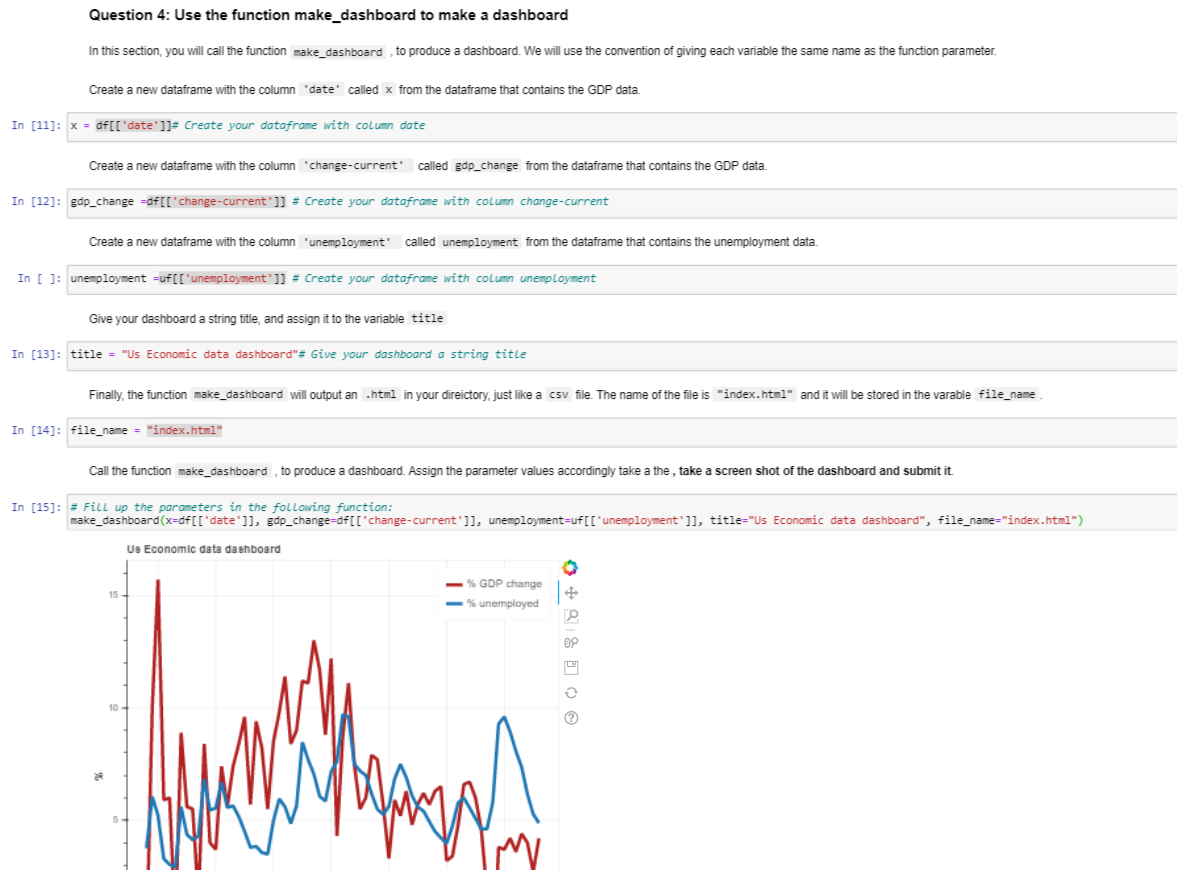 Question 4: Use the function make_dashboard to make a dashboard
In this section, you will call the function make_dashboard , to produce a dashboard. We will use the convention of giving each variable the same name as the function parameter.
Create a new dataframe with the column 'date' called x from the dataframe that contains the GDP data.
In [11]: x = df[['date']]# Create your dataframe with column date
Create a new dataframe with the column 'change-current' called gdp_change from the dataframe that contains the GDP data.
In [12]: gdp_change =df[['change-current']] # Create your dataframe with column change-current
Create a new dataframe with the column 'unemployment' called unemployment from the dataframe that contains the unemployment data.
In [ ]: unemployment =uf[['unemployment']] # Create your dataframe with column unemployment
Give your dashboard a string title, and assign it to the variable title
In [13]: title = "Us Economic data dashboard"# Give your dashboard a string title
Finally, the function make_dashboard will output an .html in your direictory, just like a csv file. The name of the file is "index.html" and it will be stored in the varable file_name .
In [14]: file_name = "index.html"
Call the function make_dashboard , to produce a dashboard. Assign the parameter values accordingly take a the , take a screen shot of the dashboard and submit it.
In [15]: # Fill up the parameters in the following function:
make_dashboard(x=df[['date']], gdp_change=df[['change-current']], unemployment=uf[['unemployment']], title="Us Economic data dashboard", file_name="index.html")
Us Economic data dashboard
% GDP change
% unemployed
15
10
%
5